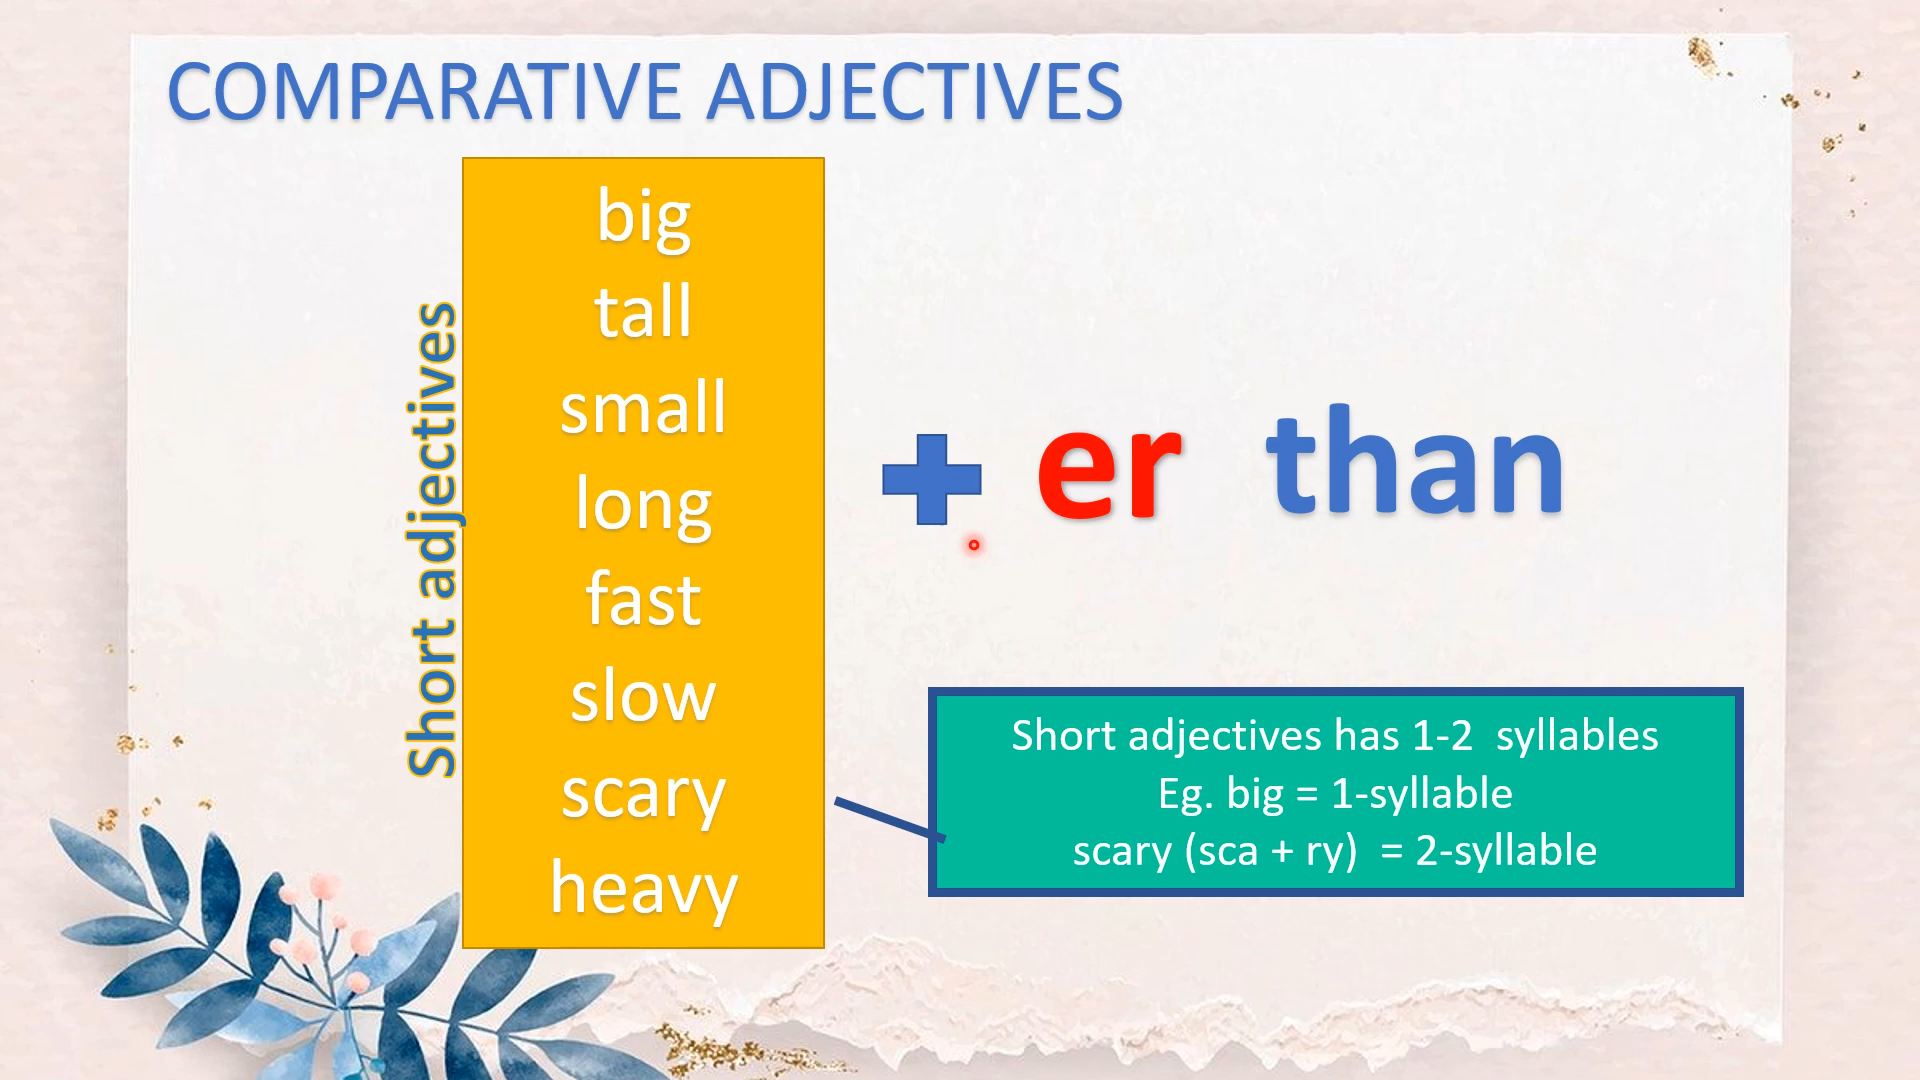 COMPARATIVE ADJECTIVES
Short adjectives
big
tall
small
long
fast
slow
scary
heavy
er than
Short adjectives has 1-2 syllables
Eg. big = 1-syllable
scary (sca + ry) = 2-syllable